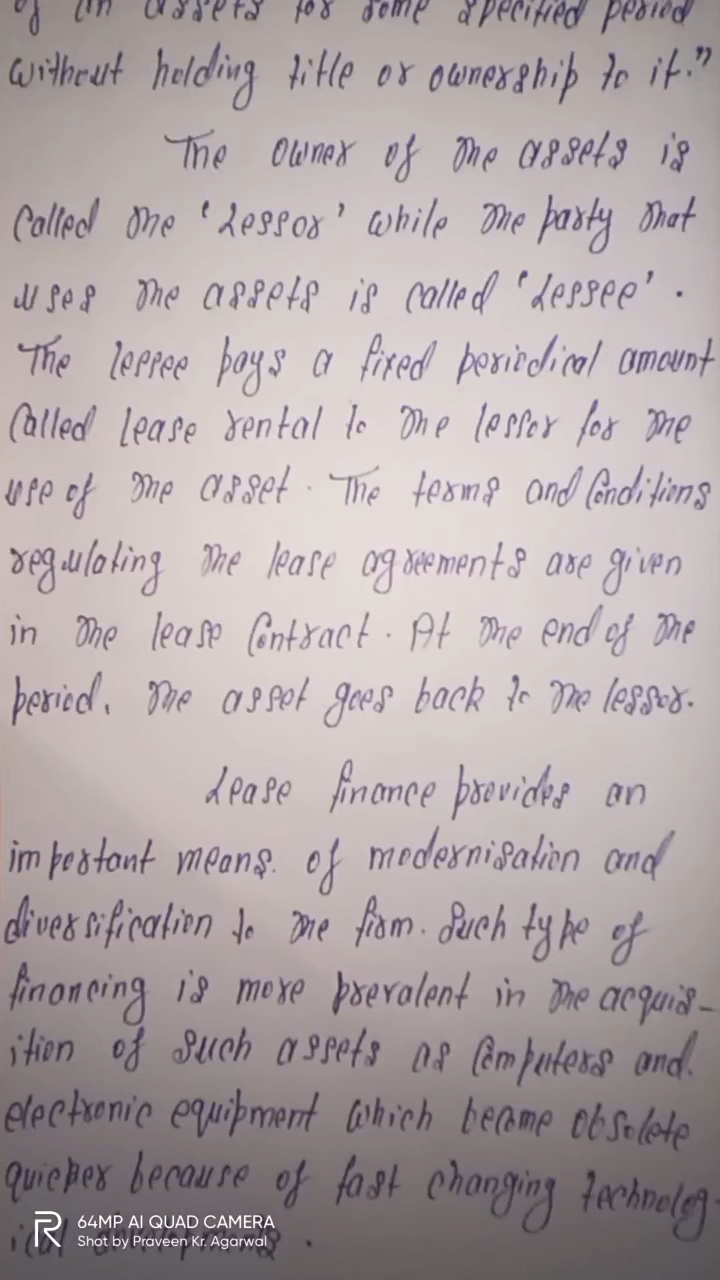 of an assets for some specified period
without holding title or ownership to it."
The owner of the assets is
Called the 'Lessor' while the party that
uses the assets is called 'Lessee'.
The lessee pays a fixed periodical amount
Called lease rental to the lessor for the
use of the asset. The terms and Conditions
regulating the lease agreements are given
in the lease Contract. At the end of the
period, the asset goes back to the lessor.
Lease finance provides an
important means. of modernisation and
diversification to the firm. Such type of
financing is more prevalent in the acquis-
ition of such assets as Computers and.
electronic equipment which become obsolete
quicker because of fast changing technolog-
ical
64MP AI QUAD CAMERA
Shot by Praveen Kr. Agarwal